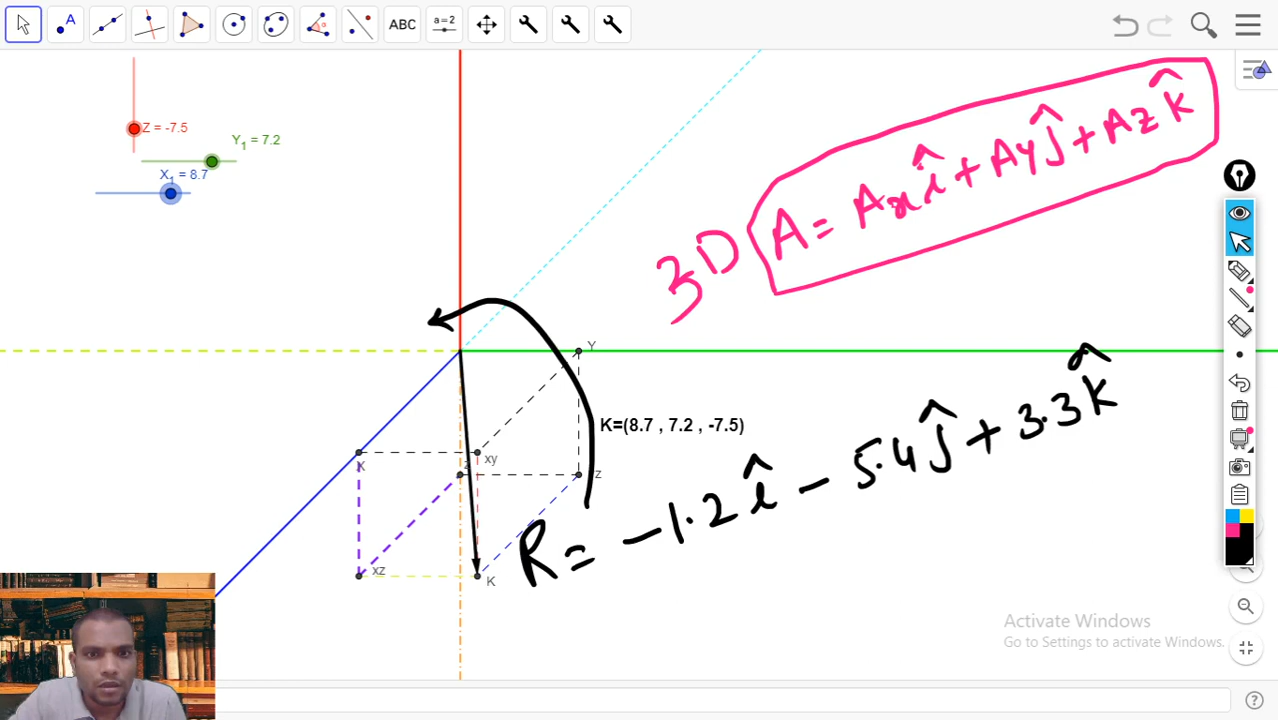 ABC
a=2
Z = -7.5
Y₁ = 7.2
X₁ = 8.7
3D A = Axî + Ayĵ + Azk̂
Y
K=(8.7 , 7.2 , -7.5)
X
xy
z
z
R = -1.2î - 5.4ĵ + 3.3k̂
xz
K
Activate Windows
Go to Settings to activate Windows.